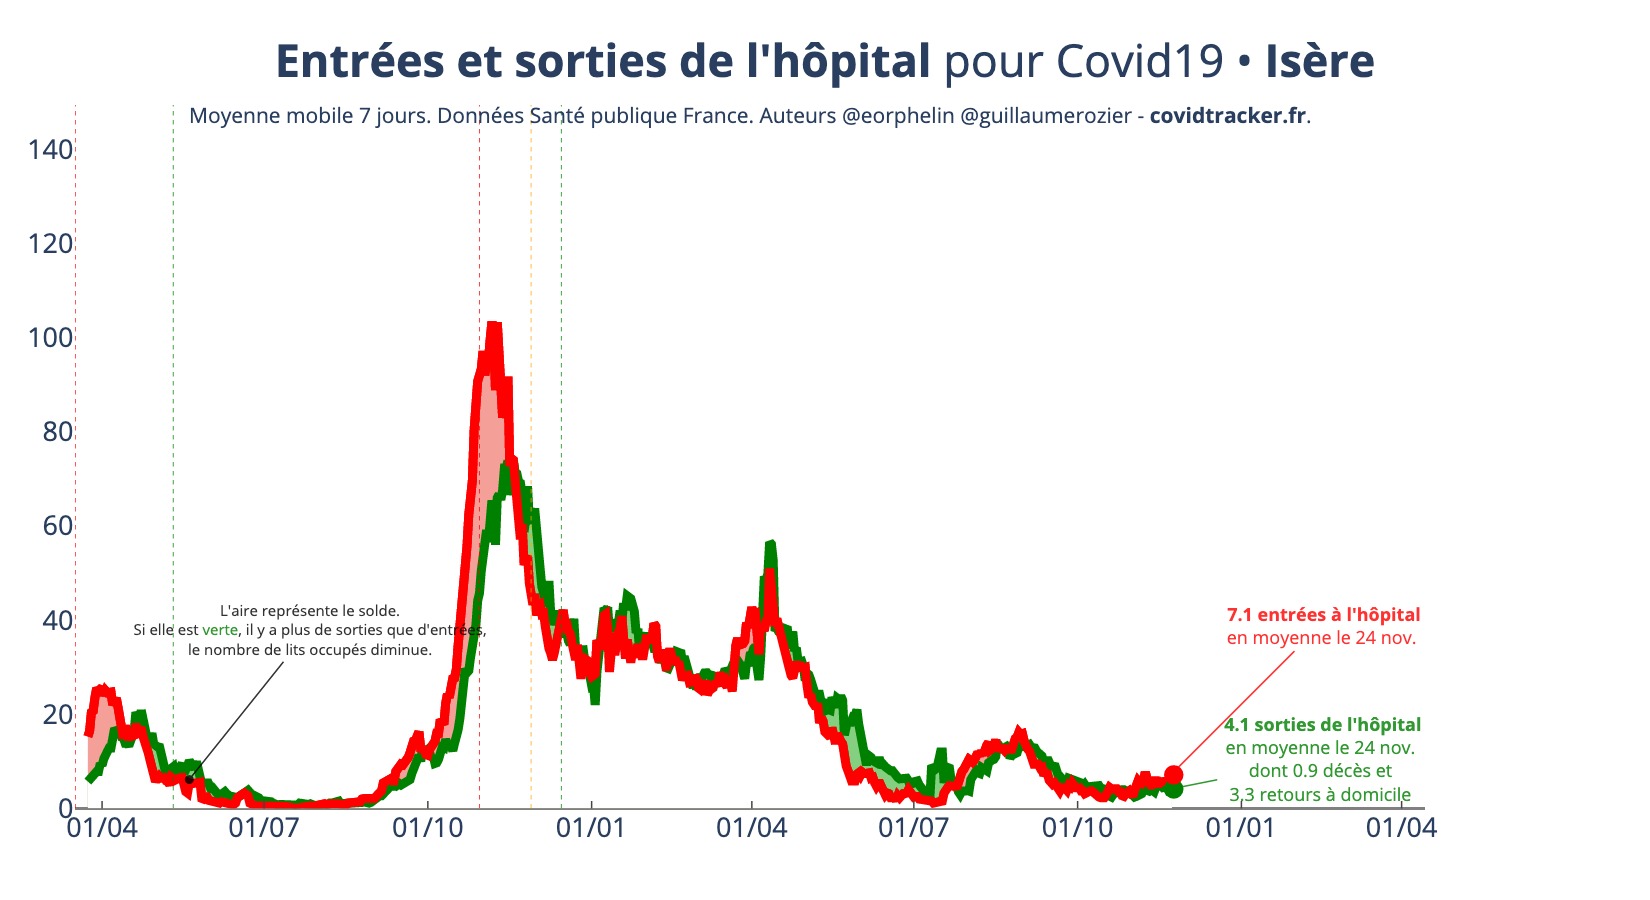 Entrées et sorties de l'hôpital pour Covid19 • Isère
Moyenne mobile 7 jours. Données Santé publique France. Auteurs @eorphelin @guillaumerozier - covidtracker.fr.
140
120
100
80
60
40
20
0
L'aire représente le solde.
Si elle est verte, il y a plus de sorties que d'entrées,
le nombre de lits occupés diminue.
7.1 entrées à l'hôpital
en moyenne le 24 nov.
4.1 sorties de l'hôpital
en moyenne le 24 nov.
dont 0.9 décès et
3.3 retours à domicile
01/04 01/07 01/10 01/01 01/04 01/07 01/10 01/01 01/04